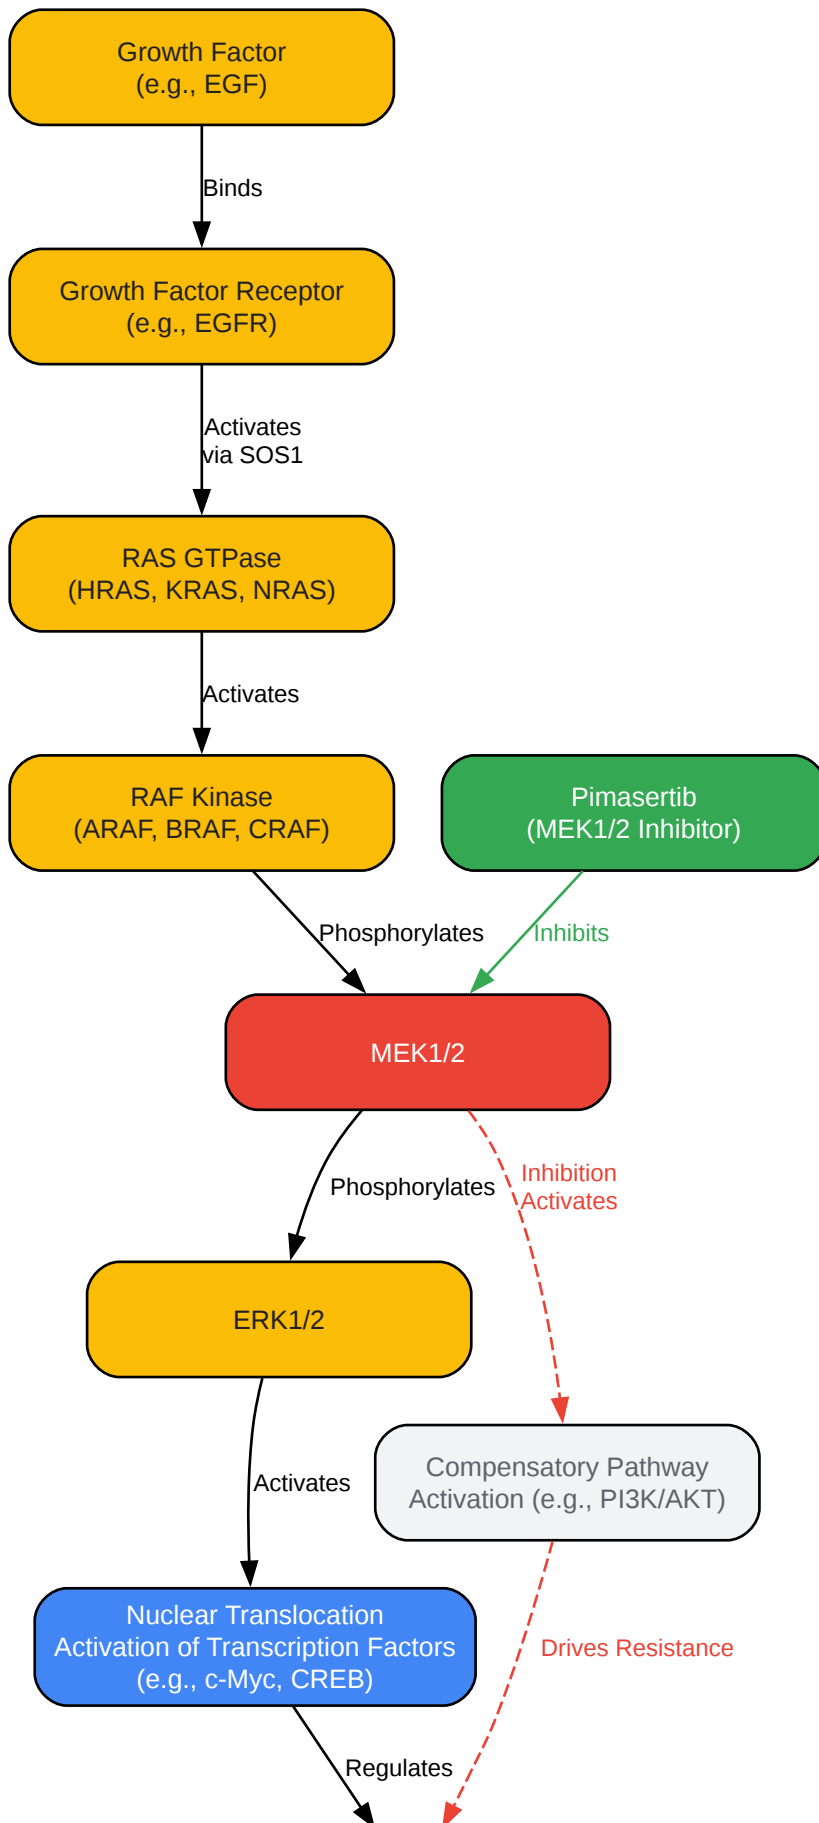 Growth Factor
(e.g., EGF)
Binds
Growth Factor Receptor
(e.g., EGFR)
Activates
via SOS1
RAS GTPase
(HRAS, KRAS, NRAS)
Activates
RAF Kinase
(ARAF, BRAF, CRAF)
Pimasertib
(MEK1/2 Inhibitor)
Phosphorylates
Inhibits
MEK1/2
Phosphorylates
Inhibition
Activates
ERK1/2
Activates
Compensatory Pathway
Activation (e.g., PI3K/AKT)
Nuclear Translocation
Activation of Transcription Factors
(e.g., c-Myc, CREB)
Drives Resistance
Regulates